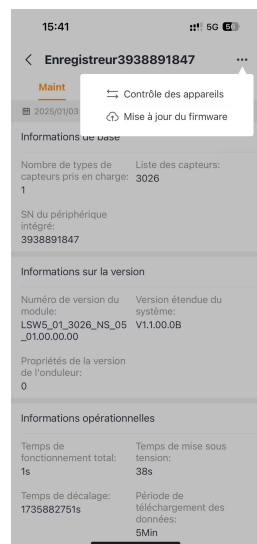 15:41
5G 5
Enregistreur3938891847
Maint
Contrôle des appareils
Mise à jour du firmware
2025/01/03
Informations de base
Nombre de types de
capteurs pris en charge:
1
Liste des capteurs:
3026
SN du périphérique
intégré:
3938891847
Informations sur la version
Numéro de version du
module:
LSW5_01_3026_NS_05
_01.00.00.00
Version étendue du
système:
V1.1.00.0B
Propriétés de la version
de l'onduleur:
0
Informations opérationnelles
Temps de
fonctionnement total:
1s
Temps de mise sous
tension:
38s
Temps de décalage:
1735882751s
Période de
téléchargement des
données:
5Min